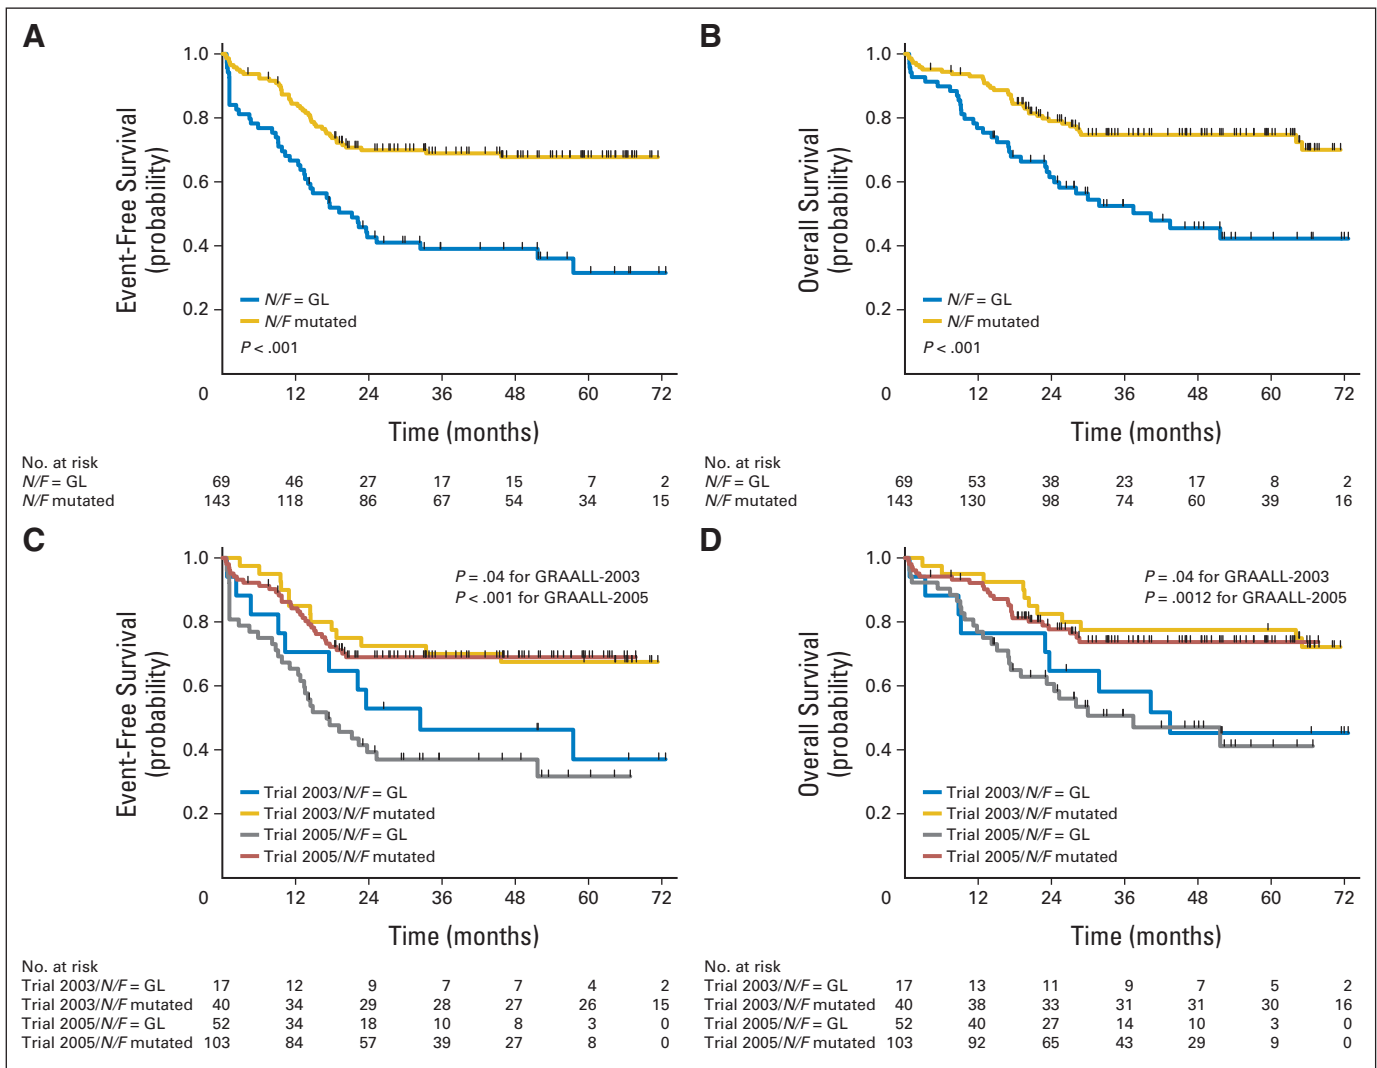 A
Event-Free Survival
(probability)
1.0
0.8
0.6
0.4
0.2
N/F = GL
N/F mutated
P < .001
0 12 24 36 48 60 72
Time (months)
No. at risk
N/F = GL 69 46 27 17 15 7 2
N/F mutated 143 118 86 67 54 34 15
B
Overall Survival
(probability)
1.0
0.8
0.6
0.4
0.2
N/F = GL
N/F mutated
P < .001
0 12 24 36 48 60 72
Time (months)
No. at risk
N/F = GL 69 53 38 23 17 8 2
N/F mutated 143 130 98 74 60 39 16
C
Event-Free Survival
(probability)
1.0
0.8
0.6
0.4
0.2
P = .04 for GRAALL-2003
P < .001 for GRAALL-2005
Trial 2003/N/F = GL
Trial 2003/N/F mutated
Trial 2005/N/F = GL
Trial 2005/N/F mutated
0 12 24 36 48 60 72
Time (months)
No. at risk
Trial 2003/N/F = GL 17 12 9 7 7 4 2
Trial 2003/N/F mutated 40 34 29 28 27 26 15
Trial 2005/N/F = GL 52 34 18 10 8 3 0
Trial 2005/N/F mutated 103 84 57 39 27 8 0
D
Overall Survival
(probability)
1.0
0.8
0.6
0.4
0.2
P = .04 for GRAALL-2003
P = .0012 for GRAALL-2005
Trial 2003/N/F = GL
Trial 2003/N/F mutated
Trial 2005/N/F = GL
Trial 2005/N/F mutated
0 12 24 36 48 60 72
Time (months)
No. at risk
Trial 2003/N/F = GL 17 13 11 9 7 5 2
Trial 2003/N/F mutated 40 38 33 31 31 30 16
Trial 2005/N/F = GL 52 40 27 14 10 3 0
Trial 2005/N/F mutated 103 92 65 43 29 9 0